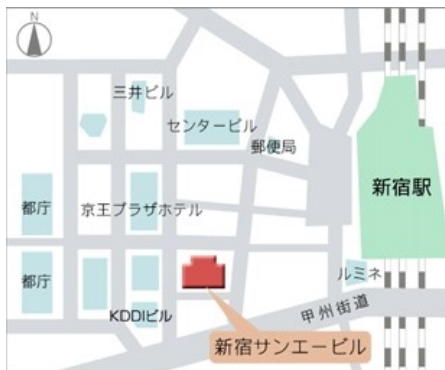 N
三井ビル
センタービル
郵便局
新宿駅
都庁
京王プラザホテル
都庁
ルミネ
KDDIビル
甲州街道
新宿サンエービル